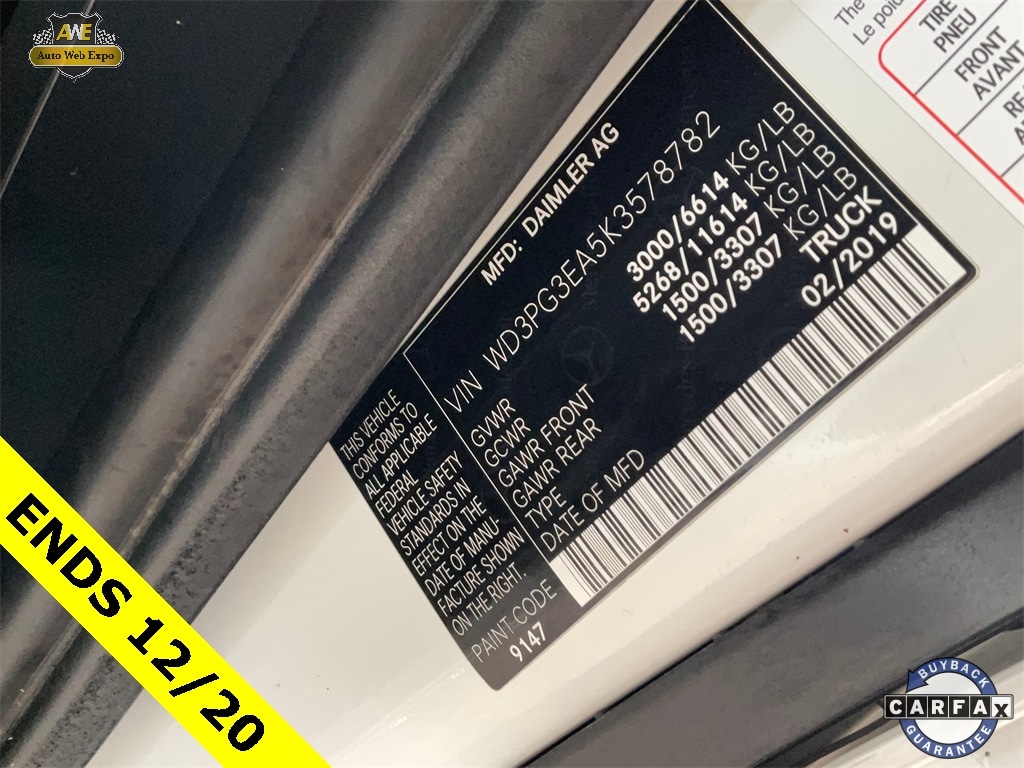 AWE
Auto Web Expo
The
Le poid
TIRE
PNEU
FRONT
AVANT
MFD: DAIMLER AG
VIN WD3PG3EA5K3578782
GVWR 3000/6614 KG/LB
GCWR 5268/11614 KG/LB
GAWR FRONT 1500/3307 KG/LB
GAWR REAR 1500/3307 KG/LB
TYPE TRUCK
DATE OF MFD 02/2019
THIS VEHICLE
CONFORMS TO
ALL APPLICABLE
FEDERAL
VEHICLE SAFETY
STANDARDS IN
EFFECT ON THE
DATE OF MANU-
FACTURE SHOWN
ON THE RIGHT.
PAINT-CODE
9147
ENDS 12/20
BUYBACK
CARFAX
GUARANTEE